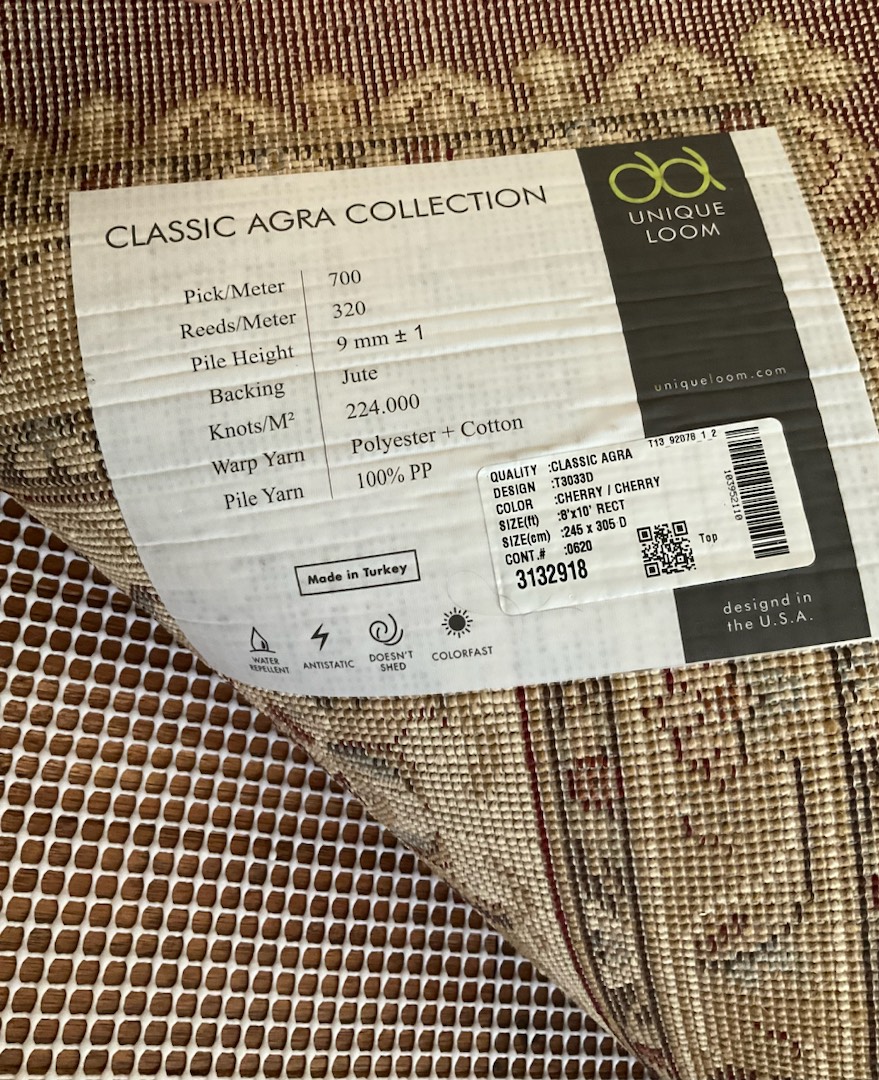 CLASSIC AGRA COLLECTION
UNIQUE
LOOM
Pick/Meter 700
Reeds/Meter 320
Pile Height 9 mm ± 1
Backing Jute
Knots/M² 224.000
Warp Yarn Polyester + Cotton
Pile Yarn 100% PP
uniqueloom.com
T13_92078_1_2
QUALITY :CLASSIC AGRA
DESIGN :T3033D
COLOR :CHERRY / CHERRY
SIZE(ft) :8'x10' RECT
SIZE(cm) :245 x 305 D
CONT.# :0620
3132918
Top
103952110
Made in Turkey
WATER
REPELLENT
ANTISTATIC
DOESN'T
SHED
COLORFAST
designd in
the U.S.A.